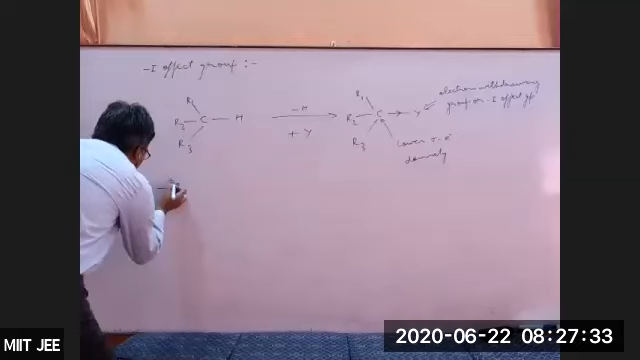 -I effect group :-
R1
R2 - C - H
R3
-H
+ Y
R1
R2 - C → Y
R3
electron withdrawing
group or -I effect gp
Lower σ-e
density
MIIT JEE
2020-06-22 08:27:33